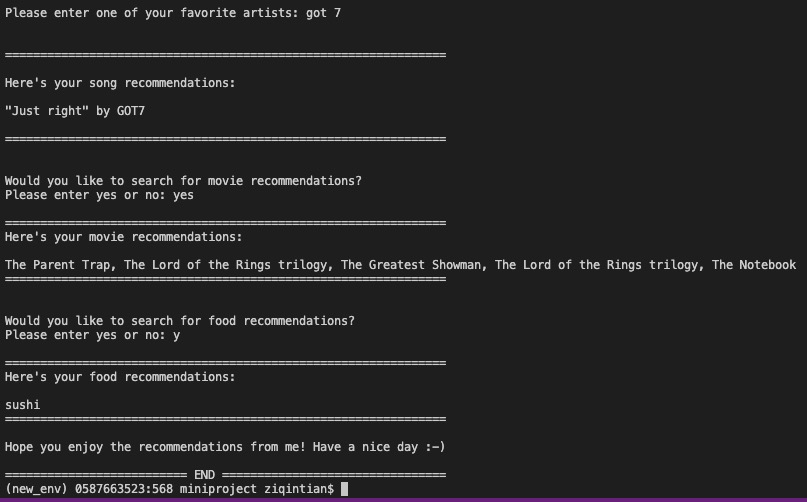 Please enter one of your favorite artists: got 7
===============================================================
Here's your song recommendations:
"Just right" by GOT7
===============================================================
Would you like to search for movie recommendations?
Please enter yes or no: yes
===============================================================
Here's your movie recommendations:
The Parent Trap, The Lord of the Rings trilogy, The Greatest Showman, The Lord of the Rings trilogy, The Notebook
===============================================================
Would you like to search for food recommendations?
Please enter yes or no: y
===============================================================
Here's your food recommendations:
sushi
===============================================================
Hope you enjoy the recommendations from me! Have a nice day :-)
========================== END ================================
(new_env) 0587663523:568 miniproject ziqintian$